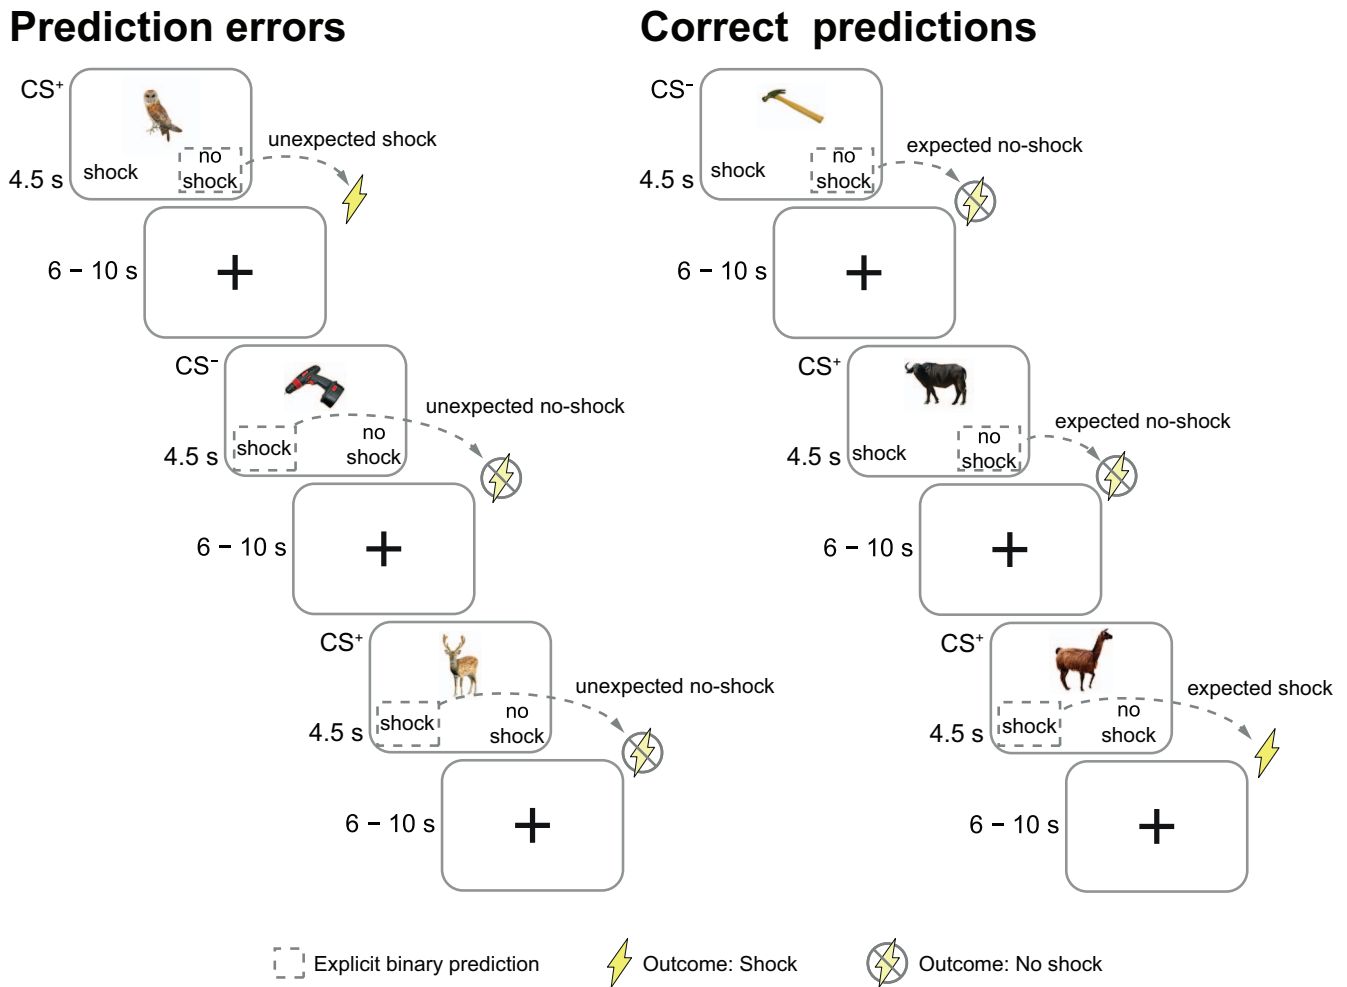 Prediction errors
CS+
shock
no
shock
unexpected shock
4.5 s
6 – 10 s
CS–
shock
no
shock
unexpected no-shock
4.5 s
6 – 10 s
CS+
shock
no
shock
unexpected no-shock
4.5 s
6 – 10 s
Correct predictions
CS–
shock
no
shock
expected no-shock
4.5 s
6 – 10 s
CS+
shock
no
shock
expected no-shock
4.5 s
6 – 10 s
CS+
shock
no
shock
expected shock
4.5 s
6 – 10 s
Explicit binary prediction
Outcome: Shock
Outcome: No shock